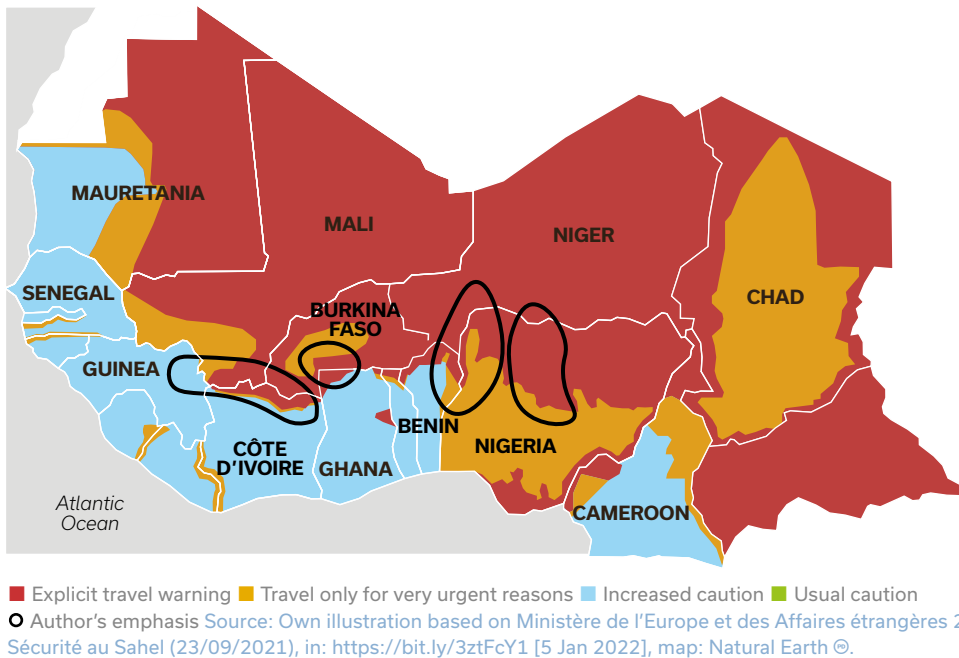 MAURETANIA
MALI
NIGER
CHAD
SENEGAL
BURKINA
FASO
GUINEA
BENIN
NIGERIA
CÔTE
D’IVOIRE
GHANA
CAMEROON
Atlantic
Ocean
Explicit travel warning Travel only for very urgent reasons Increased caution Usual caution
Author’s emphasis Source: Own illustration based on Ministère de l’Europe et des Affaires étrangères 2
Sécurité au Sahel (23/09/2021), in: https://bit.ly/3ztFcY1 [5 Jan 2022], map: Natural Earth